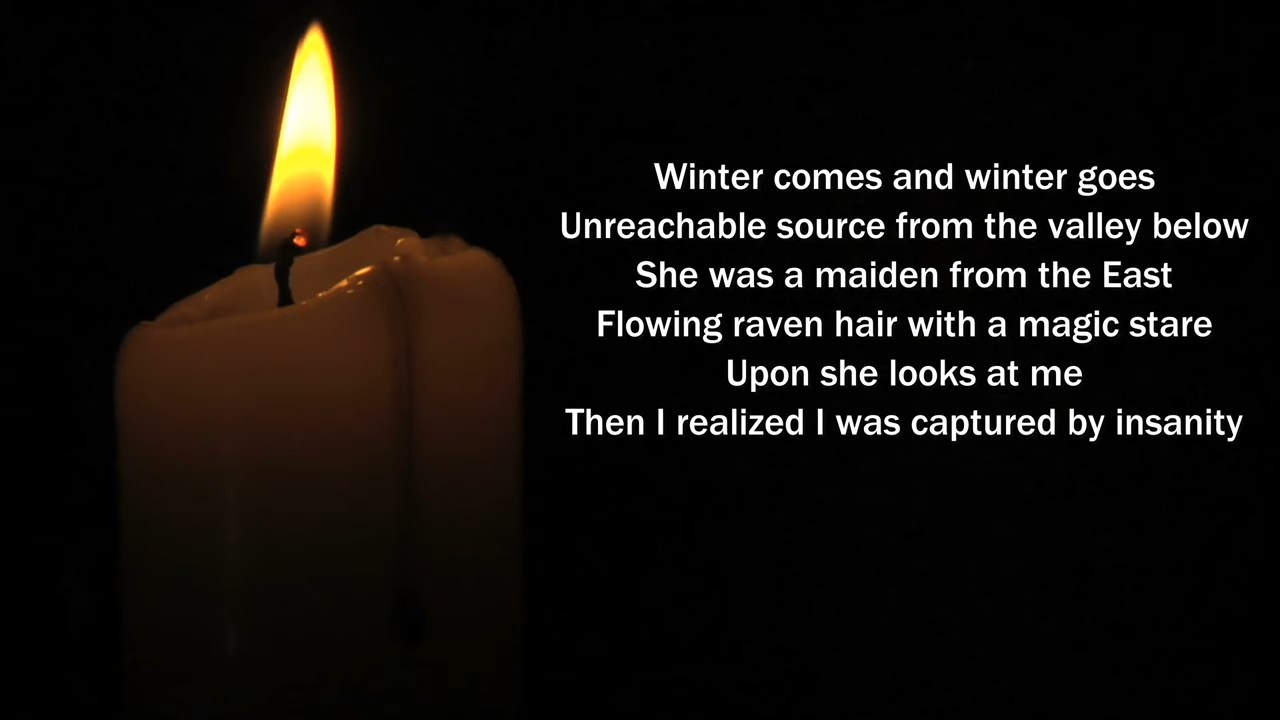 Winter comes and winter goes
Unreachable source from the valley below
She was a maiden from the East
Flowing raven hair with a magic stare
Upon she looks at me
Then I realized I was captured by insanity